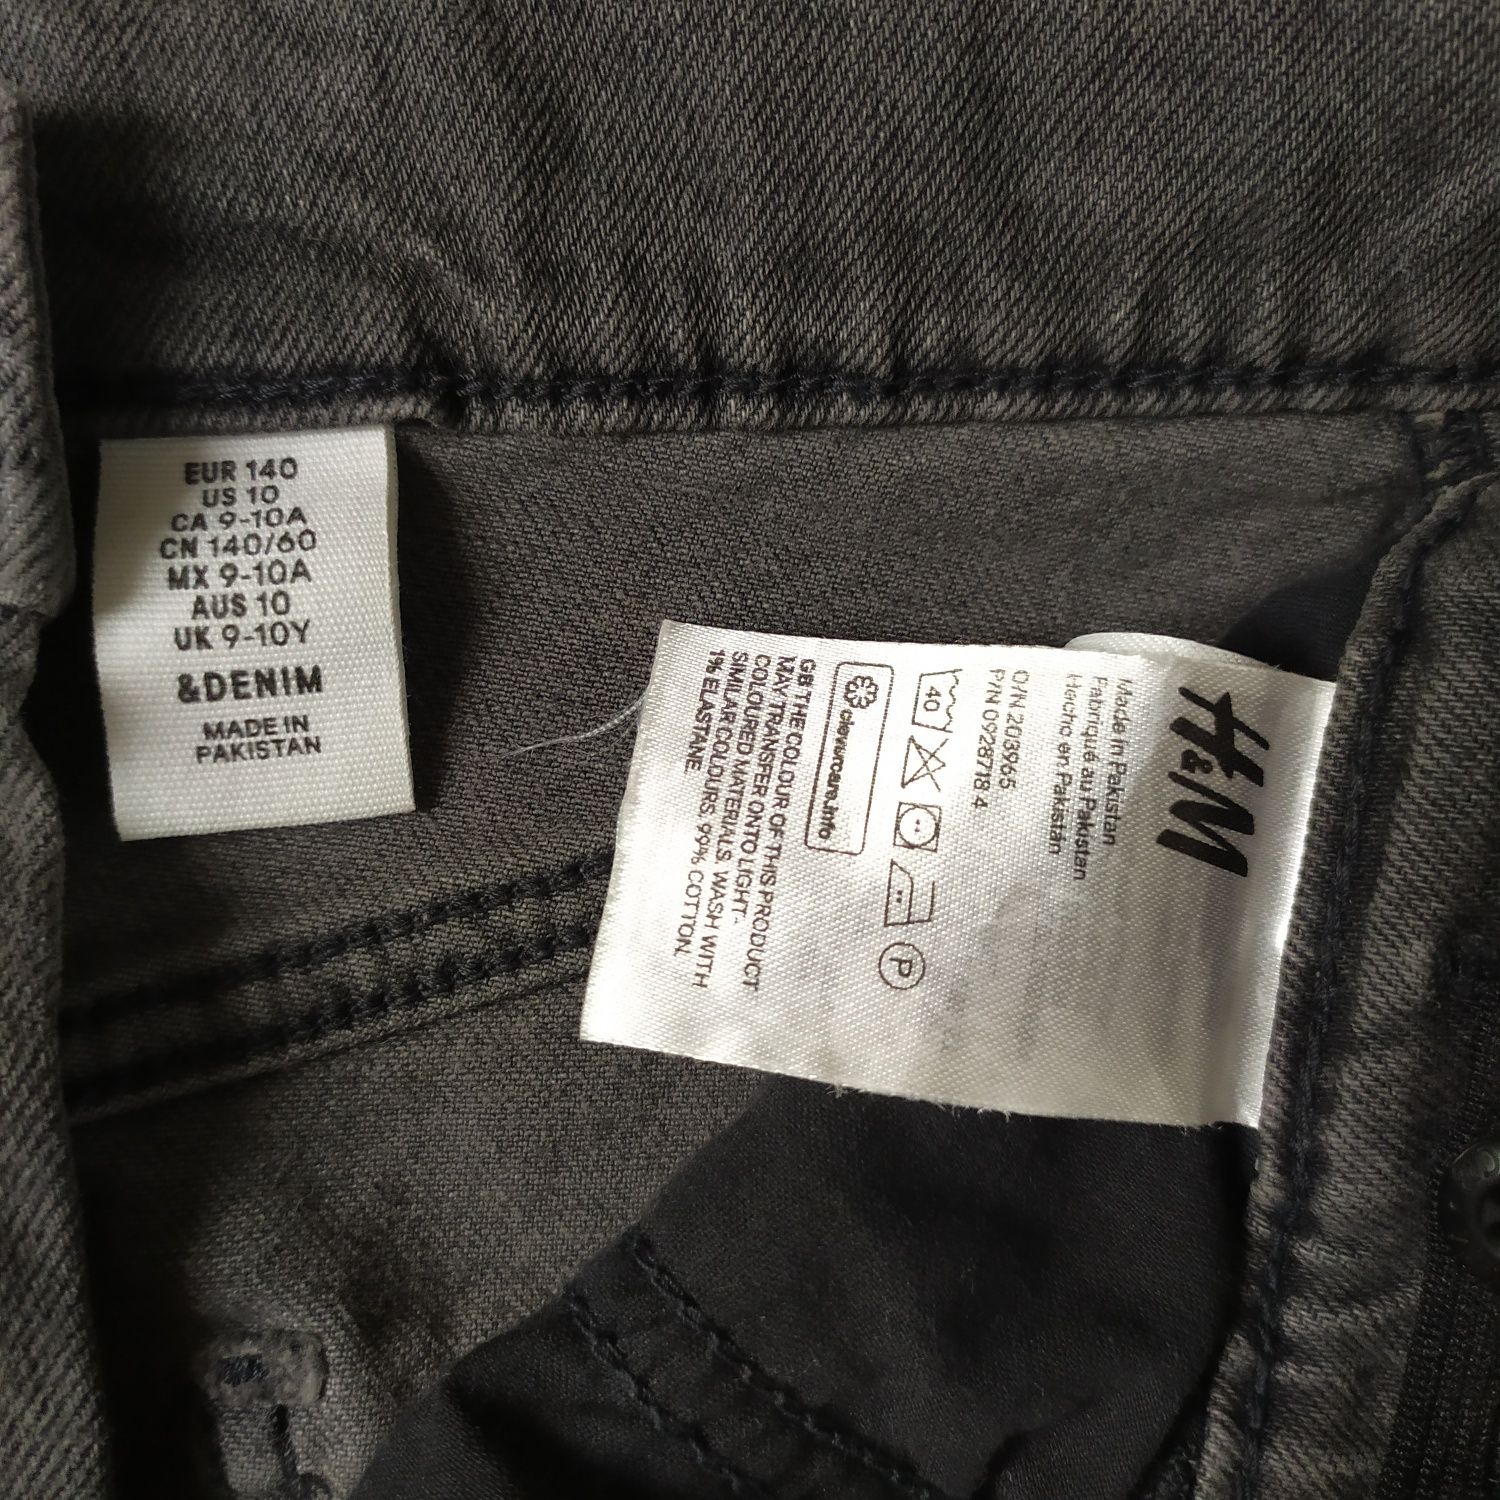 EUR 140
US 10
CA 9-10A
CN 140/60
MX 9-10A
AUS 10
UK 9-10Y
&DENIM
MADE IN
PAKISTAN
H&M
Made in Pakistan
Fabriqué au Pakistan
Hecho en Pakistan
O/N 203965
P/N 0928718 4
40
P
clevercare.info
GB THE COLOUR OF THIS PRODUCT
MAY TRANSFER ONTO LIGHT-
COLOURED MATERIALS. WASH WITH
SIMILAR COLOURS. 99% COTTON,
1% ELASTANE.